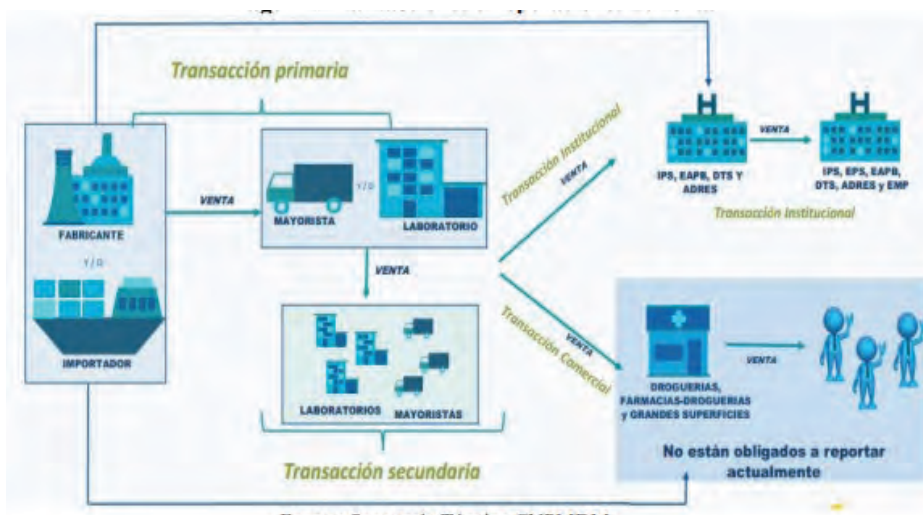 Transacción primaria
FABRICANTE
Y / O
IMPORTADOR
VENTA
MAYORISTA
Y / O
LABORATORIO
VENTA
LABORATORIOS
MAYORISTAS
Transacción secundaria
Transacción Institucional
VENTA
Transacción Comercial
VENTA
IPS, EAPB, DTS Y
ADRES
VENTA
IPS, EPS, EAPB,
DTS, ADRES y EMP
Transacción Institucional
DROGUERIAS,
FARMACIAS-DROGUERIAS
y GRANDES SUPERFICIES
VENTA
No están obligados a reportar
actualmente